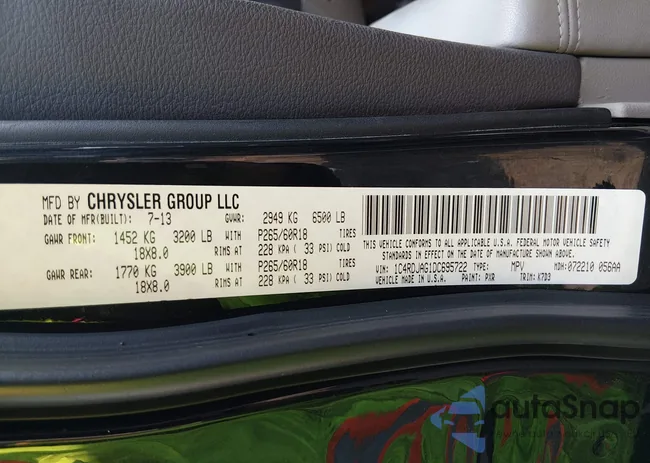 MFD BY CHRYSLER GROUP LLC
DATE OF MFR(BUILT): 7-13 GVWR: 2949 KG 6500 LB
GAWR FRONT: 1452 KG 3200 LB WITH P265/60R18 TIRES
18X8.0 RIMS AT 228 KPA ( 33 PSI) COLD
GAWR REAR: 1770 KG 3900 LB WITH P265/60R18 TIRES
18X8.0 RIMS AT 228 KPA ( 33 PSI) COLD
THIS VEHICLE CONFORMS TO ALL APPLICABLE U.S.A. FEDERAL MOTOR VEHICLE SAFETY
STANDARDS IN EFFECT ON THE DATE OF MANUFACTURE SHOWN ABOVE.
VIN: 1C4RDJAG1DC695722 TYPE: MPV MDH: 072210 056AA
VEHICLE MADE IN U.S.A. PAINT: PXR TRIM: K7D3
autoSnap